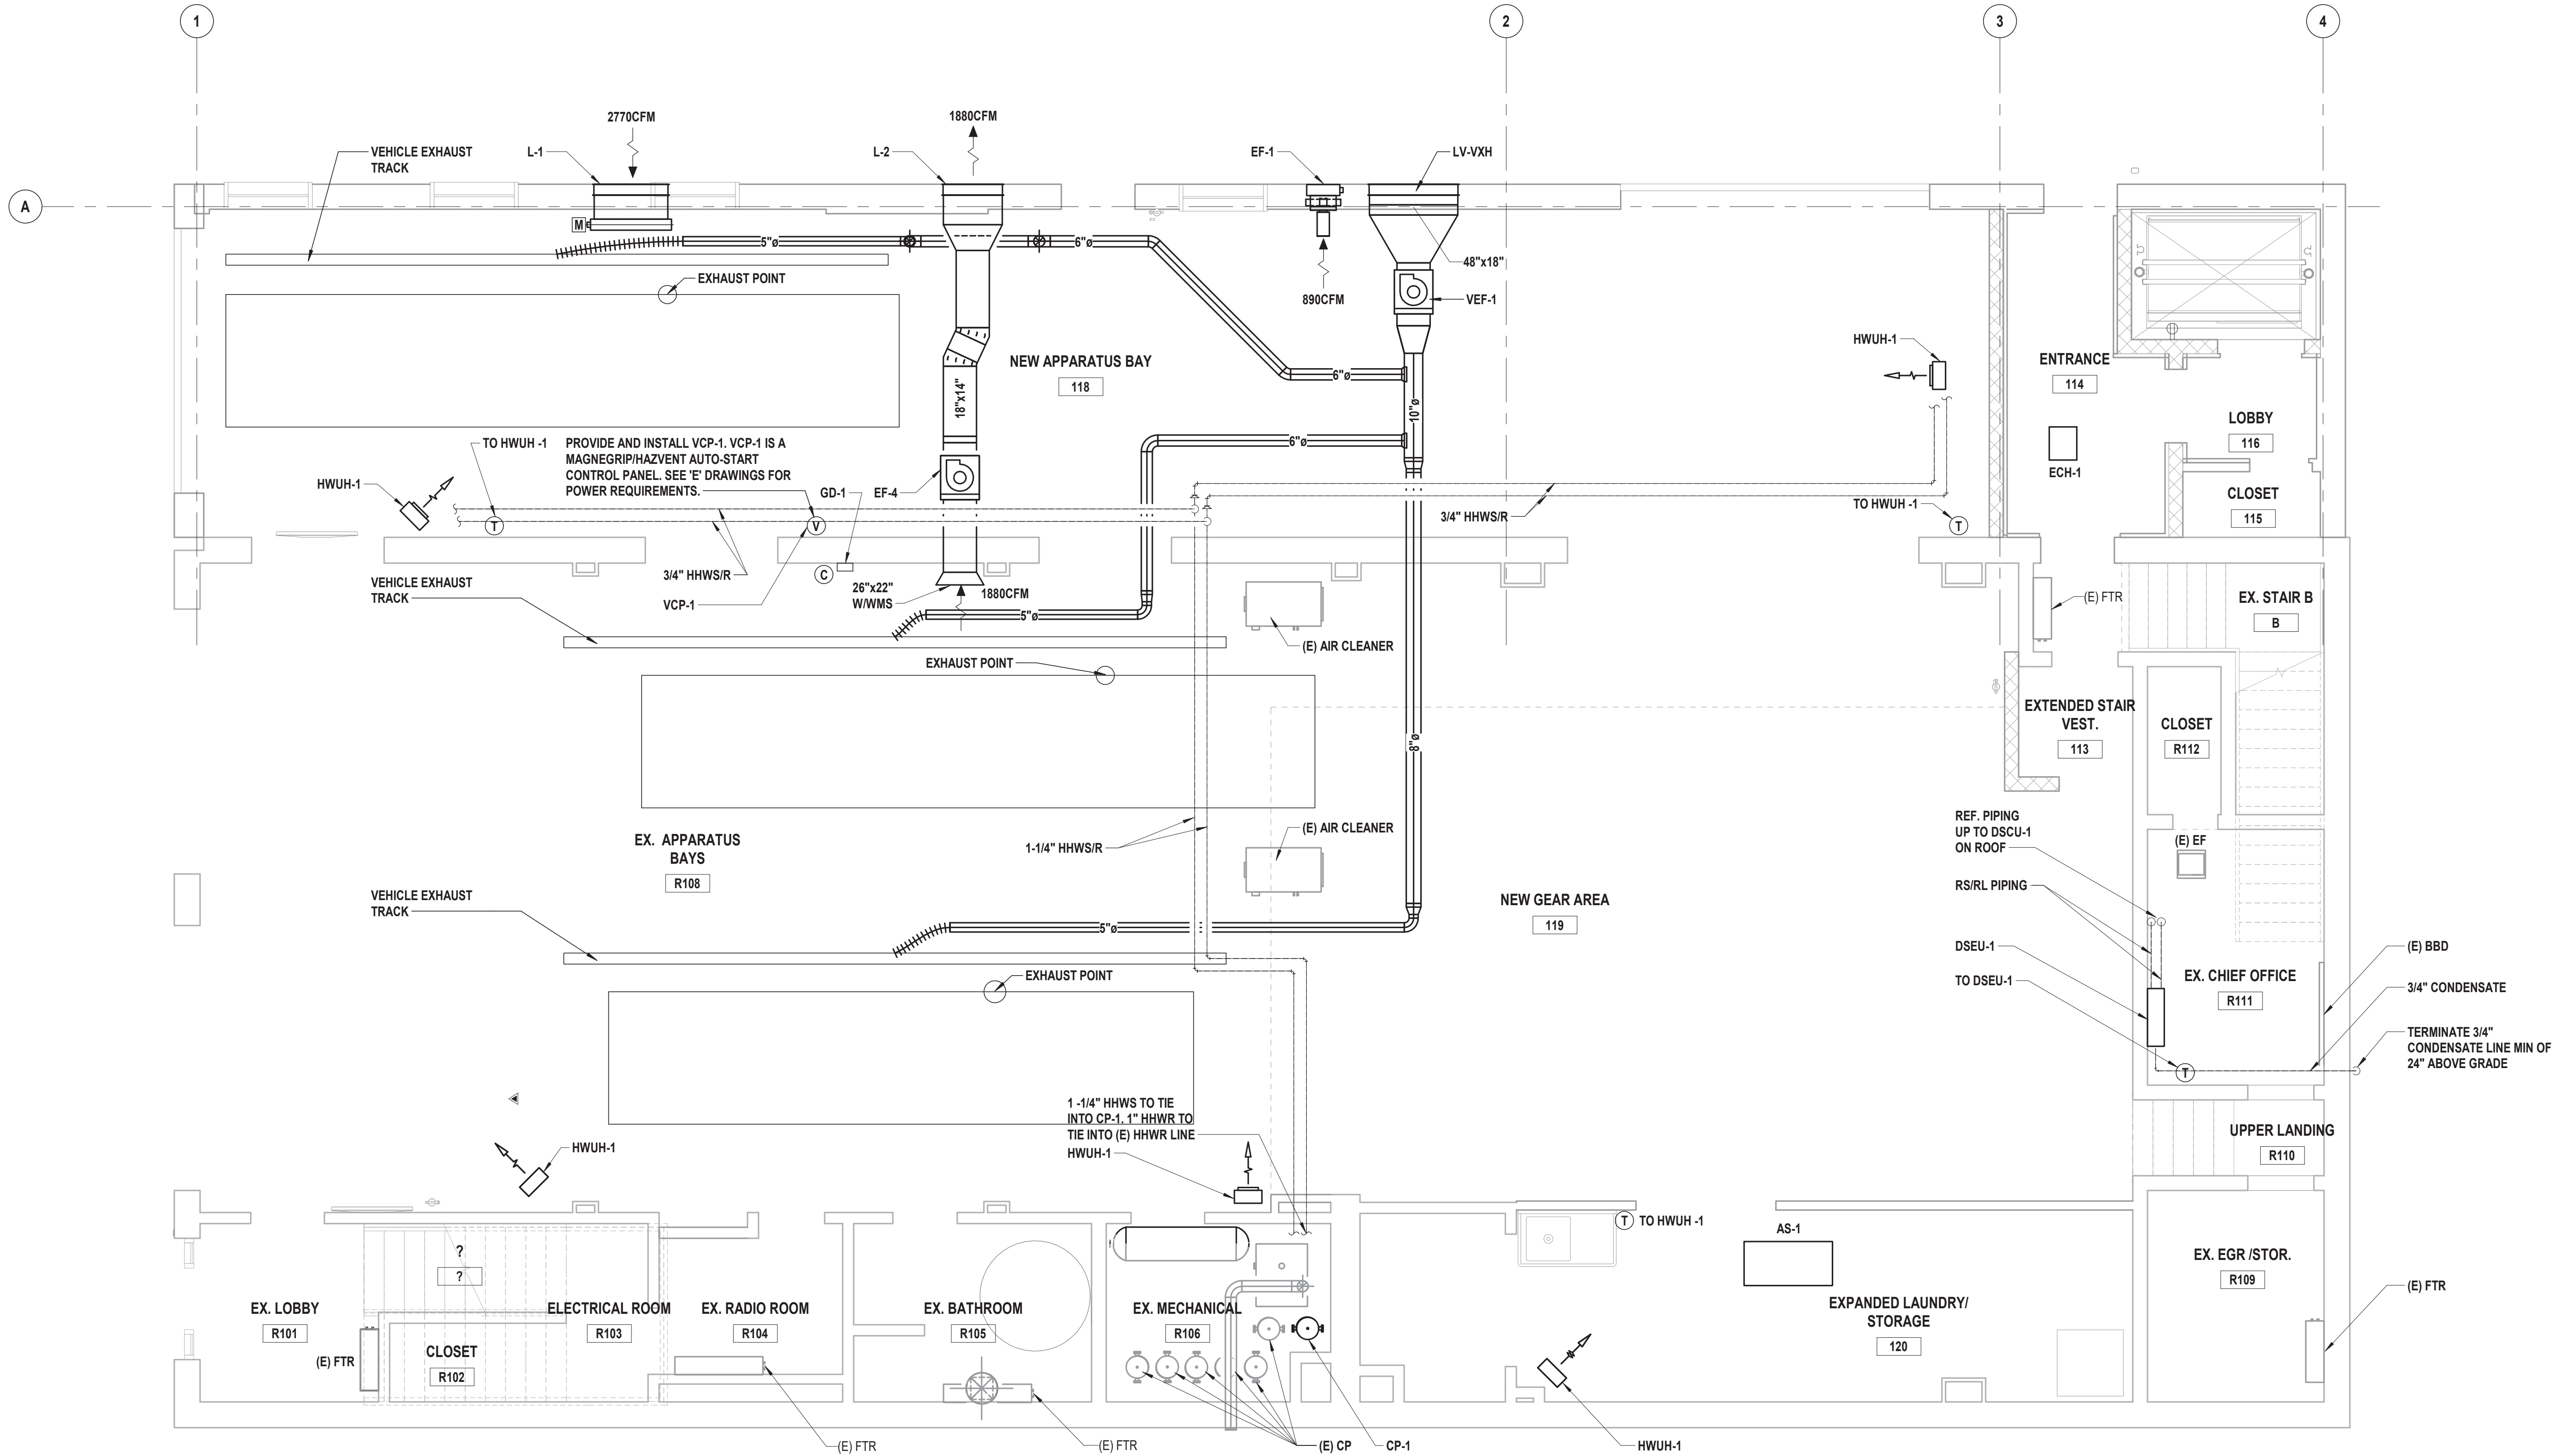 1
2
3
4
A
2770CFM
1880CFM
VEHICLE EXHAUST
TRACK
L-1
L-2
EF-1
LV-VXH
M
5"ø
6"ø
48"x18"
EXHAUST POINT
890CFM
VEF-1
NEW APPARATUS BAY
118
HWUH-1
ENTRANCE
114
6"ø
18"x14"
10"ø
LOBBY
116
TO HWUH -1
PROVIDE AND INSTALL VCP-1. VCP-1 IS A
MAGNEGRIP/HAZVENT AUTO-START
CONTROL PANEL. SEE 'E' DRAWINGS FOR
POWER REQUIREMENTS.
6"ø
ECH-1
HWUH-1
GD-1
EF-4
CLOSET
115
T
V
3/4" HHWS/R
TO HWUH -1
T
3/4" HHWS/R
C
VEHICLE EXHAUST
TRACK
VCP-1
26"x22"
W/WMS
1880CFM
5"ø
(E) FTR
EX. STAIR B
B
(E) AIR CLEANER
EXHAUST POINT
EXTENDED STAIR
VEST.
113
CLOSET
R112
8"ø
EX. APPARATUS
BAYS
R108
1-1/4" HHWS/R
(E) AIR CLEANER
REF. PIPING
UP TO DSCU-1
ON ROOF
(E) EF
VEHICLE EXHAUST
TRACK
RS/RL PIPING
NEW GEAR AREA
119
5"ø
DSEU-1
(E) BBD
EXHAUST POINT
TO DSEU-1
EX. CHIEF OFFICE
R111
3/4" CONDENSATE
T
TERMINATE 3/4"
CONDENSATE LINE MIN OF
24" ABOVE GRADE
1 -1/4" HHWS TO TIE
INTO CP-1. 1" HHWR TO
TIE INTO (E) HHWR LINE
HWUH-1
HWUH-1
UPPER LANDING
R110
T
TO HWUH -1
AS-1
?
?
EX. LOBBY
R101
ELECTRICAL ROOM
R103
EX. RADIO ROOM
R104
EX. BATHROOM
R105
EX. MECHANICAL
R106
EXPANDED LAUNDRY/
STORAGE
120
EX. EGR /STOR.
R109
(E) FTR
(E) FTR
CLOSET
R102
(E) FTR
(E) FTR
(E) CP
CP-1
HWUH-1